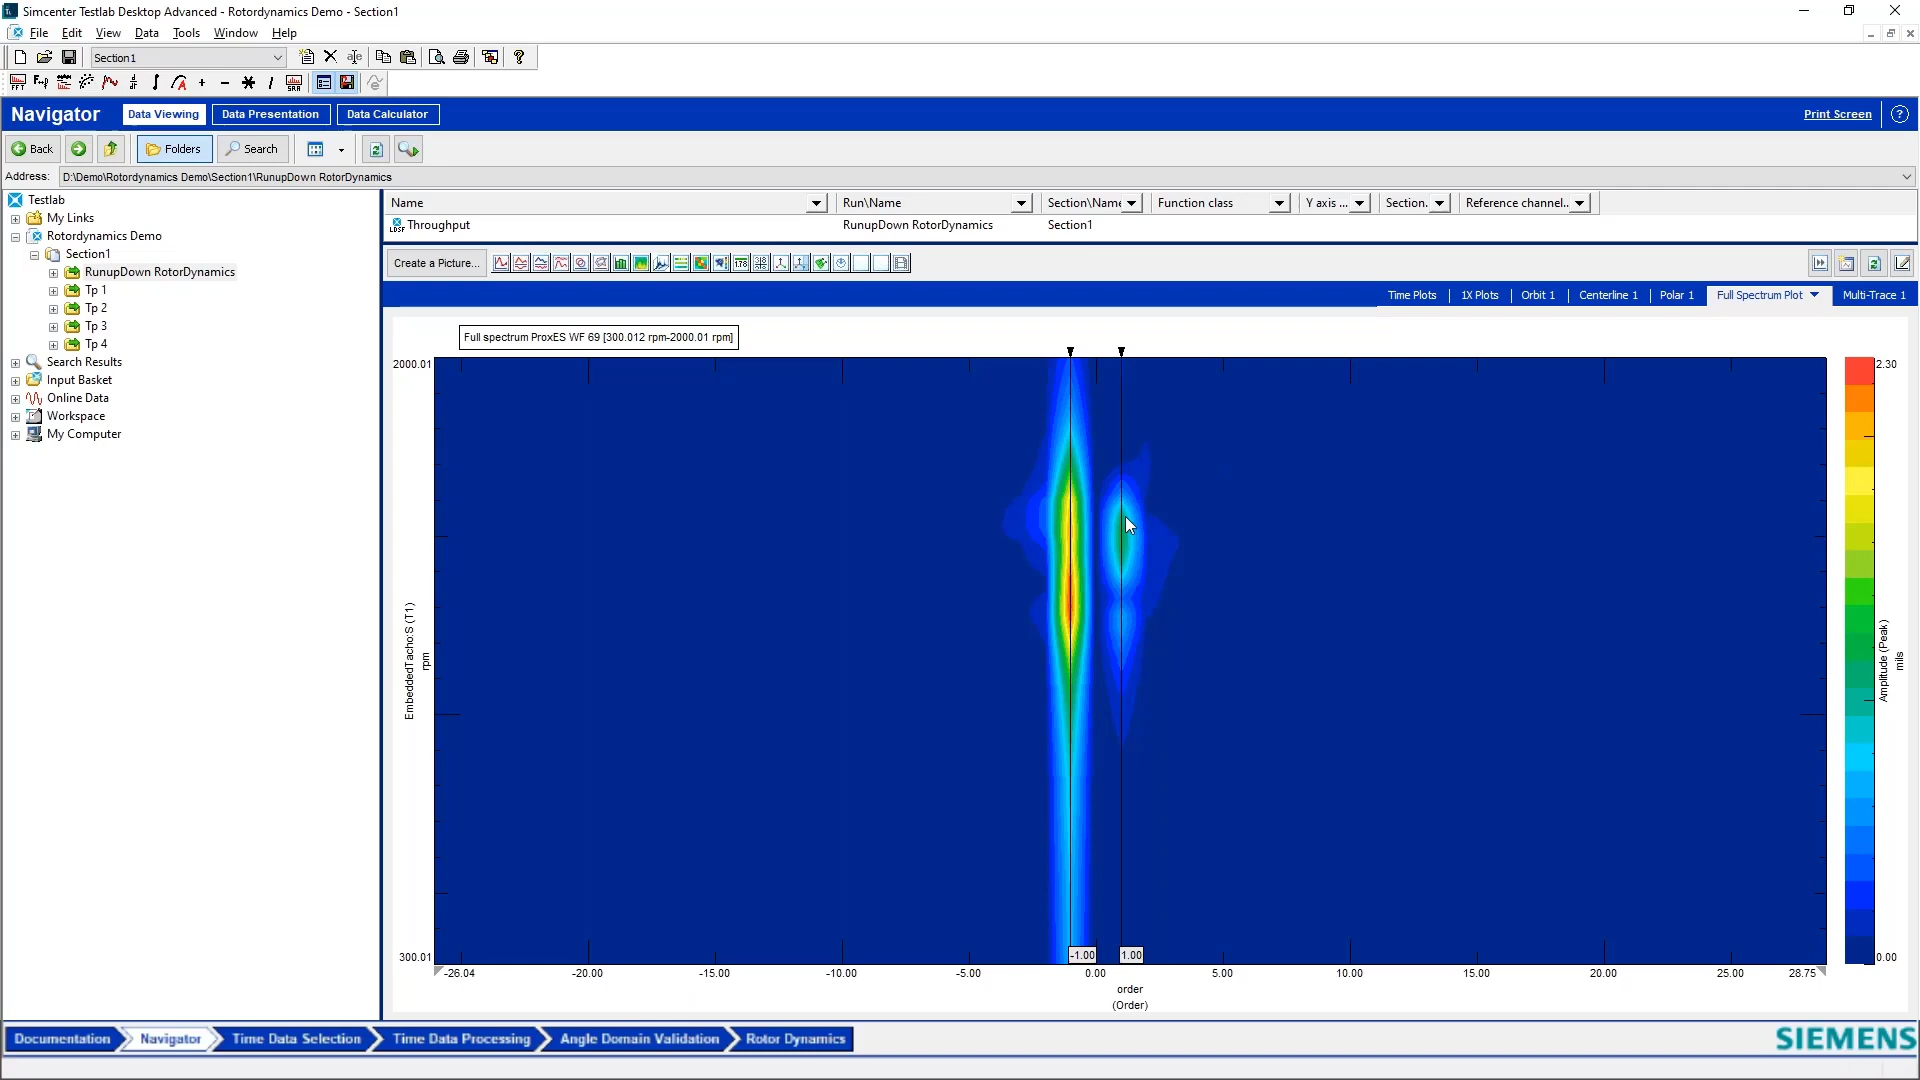 Simcenter Testlab Desktop Advanced - Rotordynamics Demo - Section1
File Edit View Data Tools Window Help
Section1
Navigator Data Viewing Data Presentation Data Calculator Print Screen
Back Folders Search
Address: D:\Demo\Rotordynamics Demo\Section1\RunupDown RotorDynamics
Testlab
My Links
Rotordynamics Demo
Section1
RunupDown RotorDynamics
Tp 1
Tp 2
Tp 3
Tp 4
Search Results
Input Basket
Online Data
Workspace
My Computer
Name Run\Name Section\Name Function class Y axis ... Section. Reference channel..
Throughput RunupDown RotorDynamics Section1
Create a Picture...
Time Plots 1X Plots Orbit 1 Centerline 1 Polar 1 Full Spectrum Plot Multi-Trace 1
Full spectrum ProxES WF 69 [300.012 rpm-2000.01 rpm]
2000.01
EmbeddedTacho:S (T1)
rpm
300.01
-1.00 1.00
-26.04 -20.00 -15.00 -10.00 -5.00 0.00 5.00 10.00 15.00 20.00 25.00 28.75
order
(Order)
2.30
Amplitude (Peak)
mils
0.00
Documentation Navigator Time Data Selection Time Data Processing Angle Domain Validation Rotor Dynamics
SIEMENS